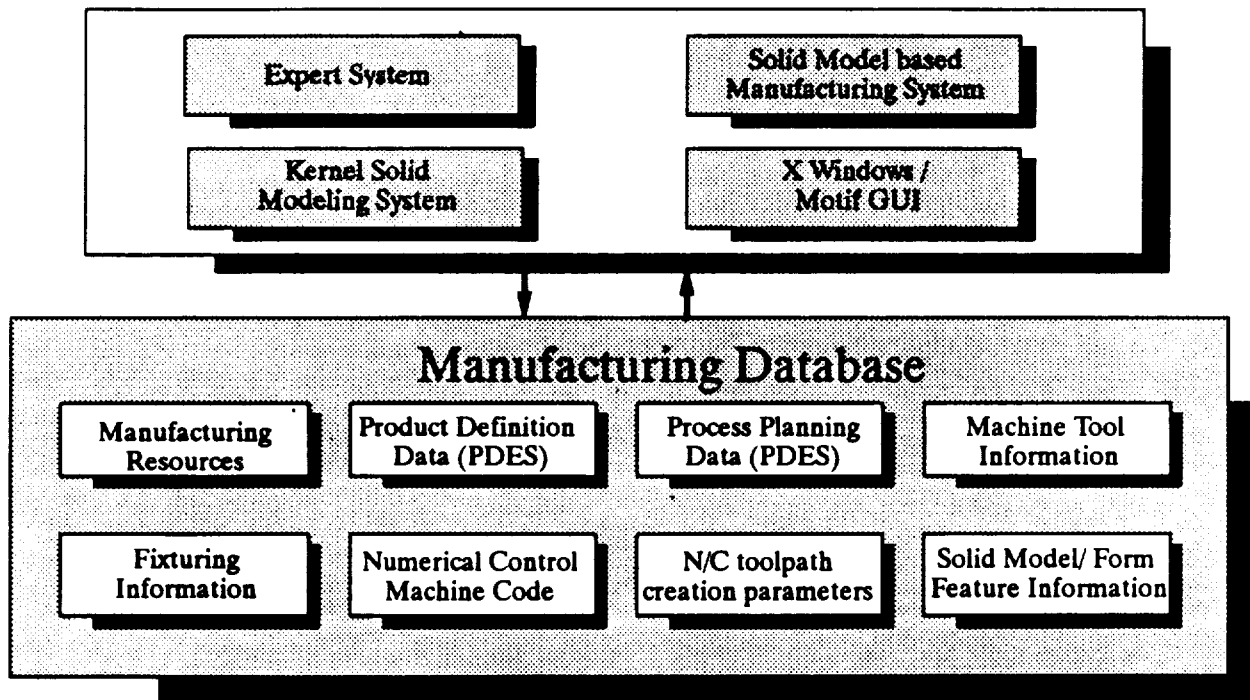 Expert System
Solid Model based
Manufacturing System
Kernel Solid
Modeling System
X Windows /
Motif GUI
Manufacturing Database
Manufacturing
Resources
Product Definition
Data (PDES)
Process Planning
Data (PDES)
Machine Tool
Information
Fixturing
Information
Numerical Control
Machine Code
N/C toolpath
creation parameters
Solid Model/ Form
Feature Information